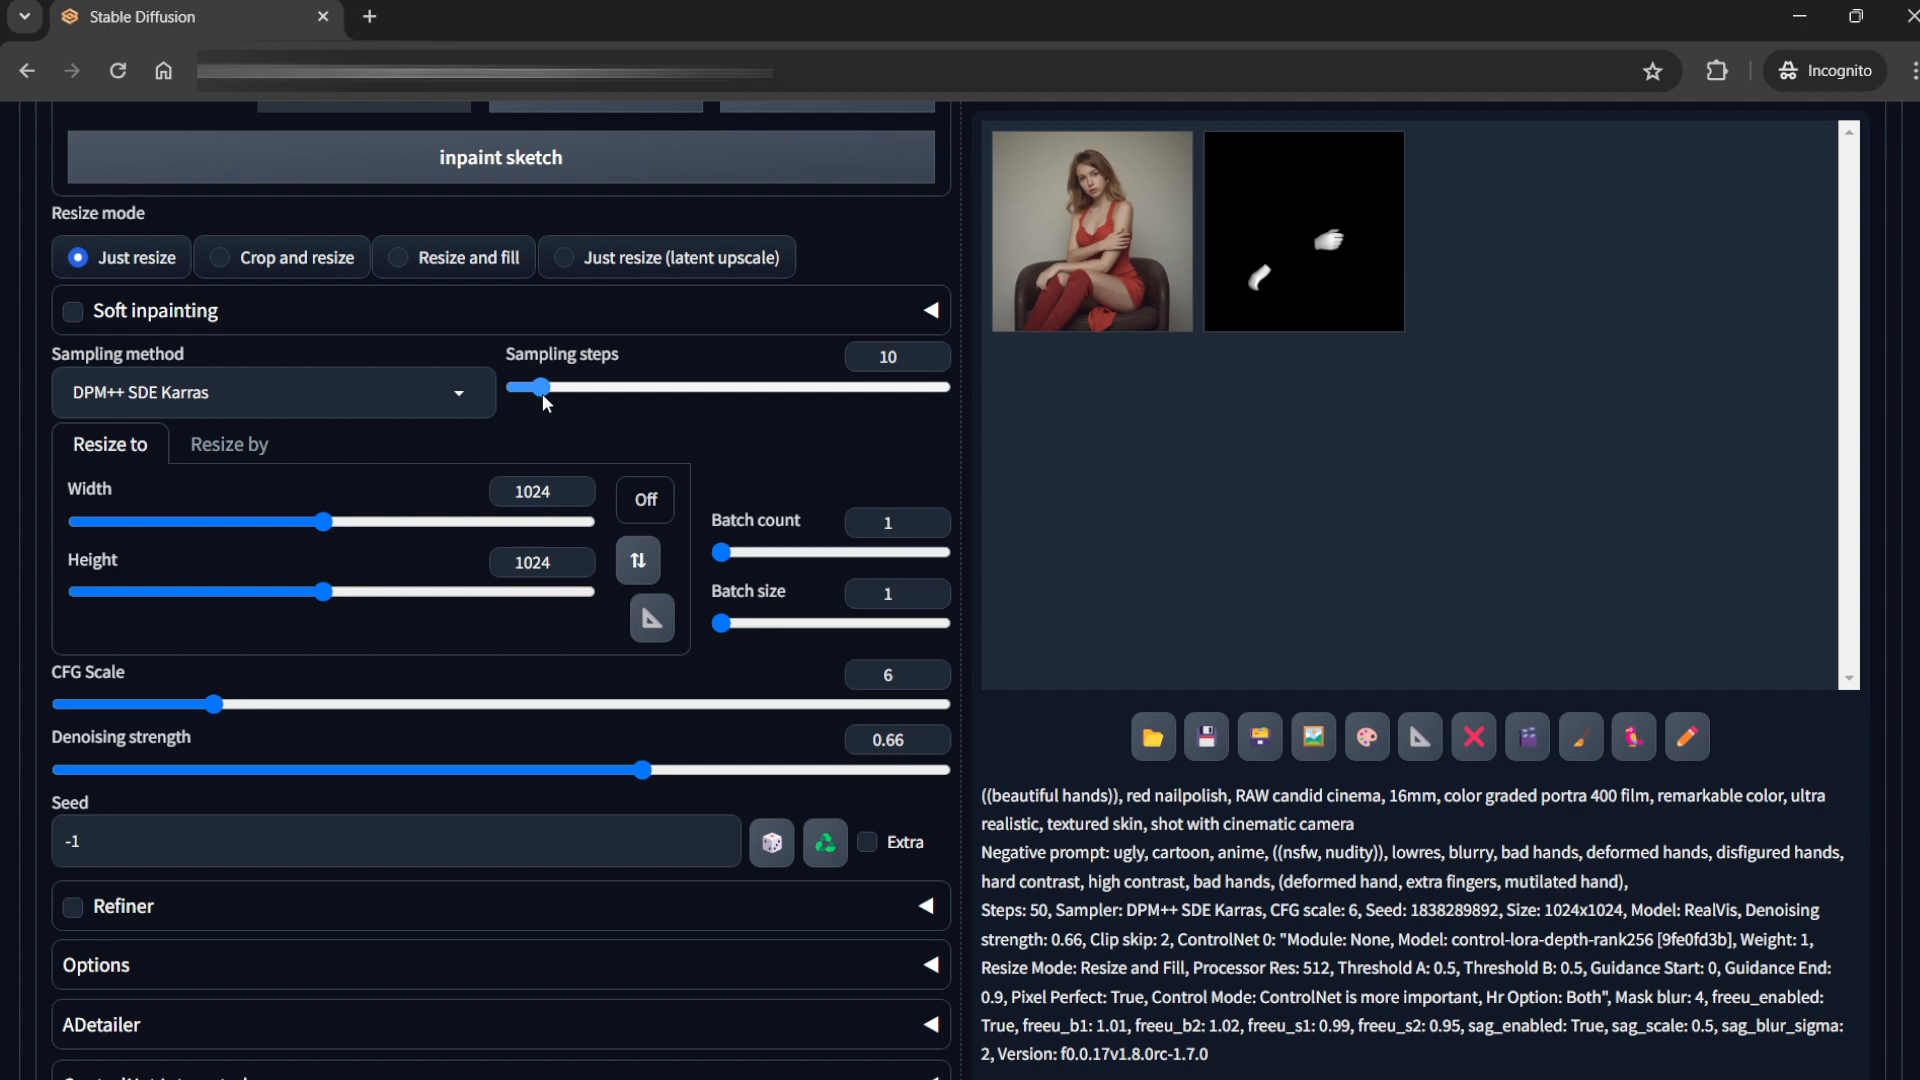 Stable Diffusion
Incognito
inpaint sketch
Resize mode
Just resize
Crop and resize
Resize and fill
Just resize (latent upscale)
Soft inpainting
Sampling method
Sampling steps
10
DPM++ SDE Karras
Resize to
Resize by
Width
1024
Off
Height
1024
Batch count
1
Batch size
1
CFG Scale
6
Denoising strength
0.66
Seed
-1
Extra
Refiner
Options
ADetailer
((beautiful hands)), red nailpolish, RAW candid cinema, 16mm, color graded portra 400 film, remarkable color, ultra
realistic, textured skin, shot with cinematic camera
Negative prompt: ugly, cartoon, anime, ((nsfw, nudity)), lowres, blurry, bad hands, deformed hands, disfigured hands,
hard contrast, high contrast, bad hands, (deformed hand, extra fingers, mutilated hand),
Steps: 50, Sampler: DPM++ SDE Karras, CFG scale: 6, Seed: 1838289892, Size: 1024x1024, Model: RealVis, Denoising
strength: 0.66, Clip skip: 2, ControlNet 0: "Module: None, Model: control-lora-depth-rank256 [9fe0fd3b], Weight: 1,
Resize Mode: Resize and Fill, Processor Res: 512, Threshold A: 0.5, Threshold B: 0.5, Guidance Start: 0, Guidance End:
0.9, Pixel Perfect: True, Control Mode: ControlNet is more important, Hr Option: Both", Mask blur: 4, freeu_enabled:
True, freeu_b1: 1.01, freeu_b2: 1.02, freeu_s1: 0.99, freeu_s2: 0.95, sag_enabled: True, sag_scale: 0.5, sag_blur_sigma:
2, Version: f0.0.17v1.8.0rc-1.7.0